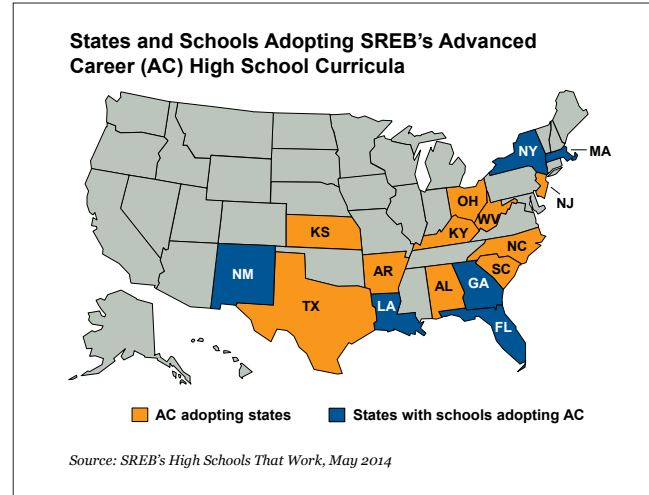 States and Schools Adopting SREB's Advanced
Career (AC) High School Curricula
NY
MA
NJ
OH
WV
KS
KY
NC
NM
AR
SC
TX
LA
AL
GA
FL
AC adopting states
States with schools adopting AC
Source: SREB's High Schools That Work, May 2014